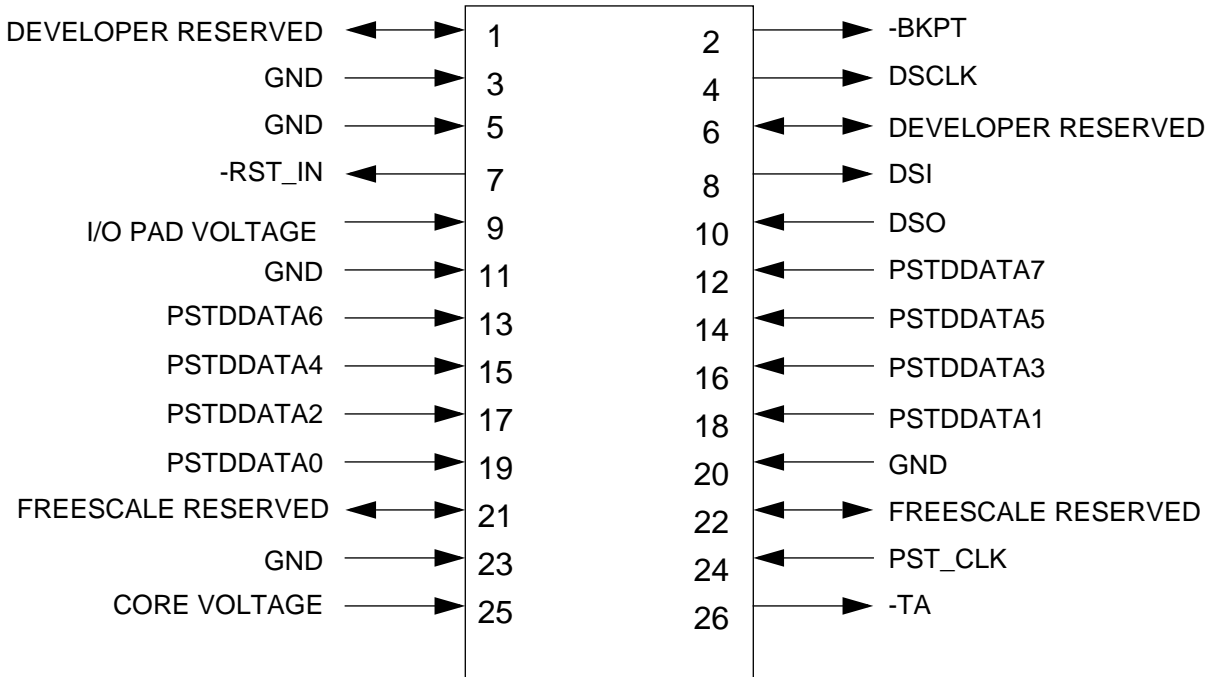 DEVELOPER RESERVED 1 2 -BKPT
GND 3 4 DSCLK
GND 5 6 DEVELOPER RESERVED
-RST_IN 7 8 DSI
I/O PAD VOLTAGE 9 10 DSO
GND 11 12 PSTDDATA7
PSTDDATA6 13 14 PSTDDATA5
PSTDDATA4 15 16 PSTDDATA3
PSTDDATA2 17 18 PSTDDATA1
PSTDDATA0 19 20 GND
FREESCALE RESERVED 21 22 FREESCALE RESERVED
GND 23 24 PST_CLK
CORE VOLTAGE 25 26 -TA